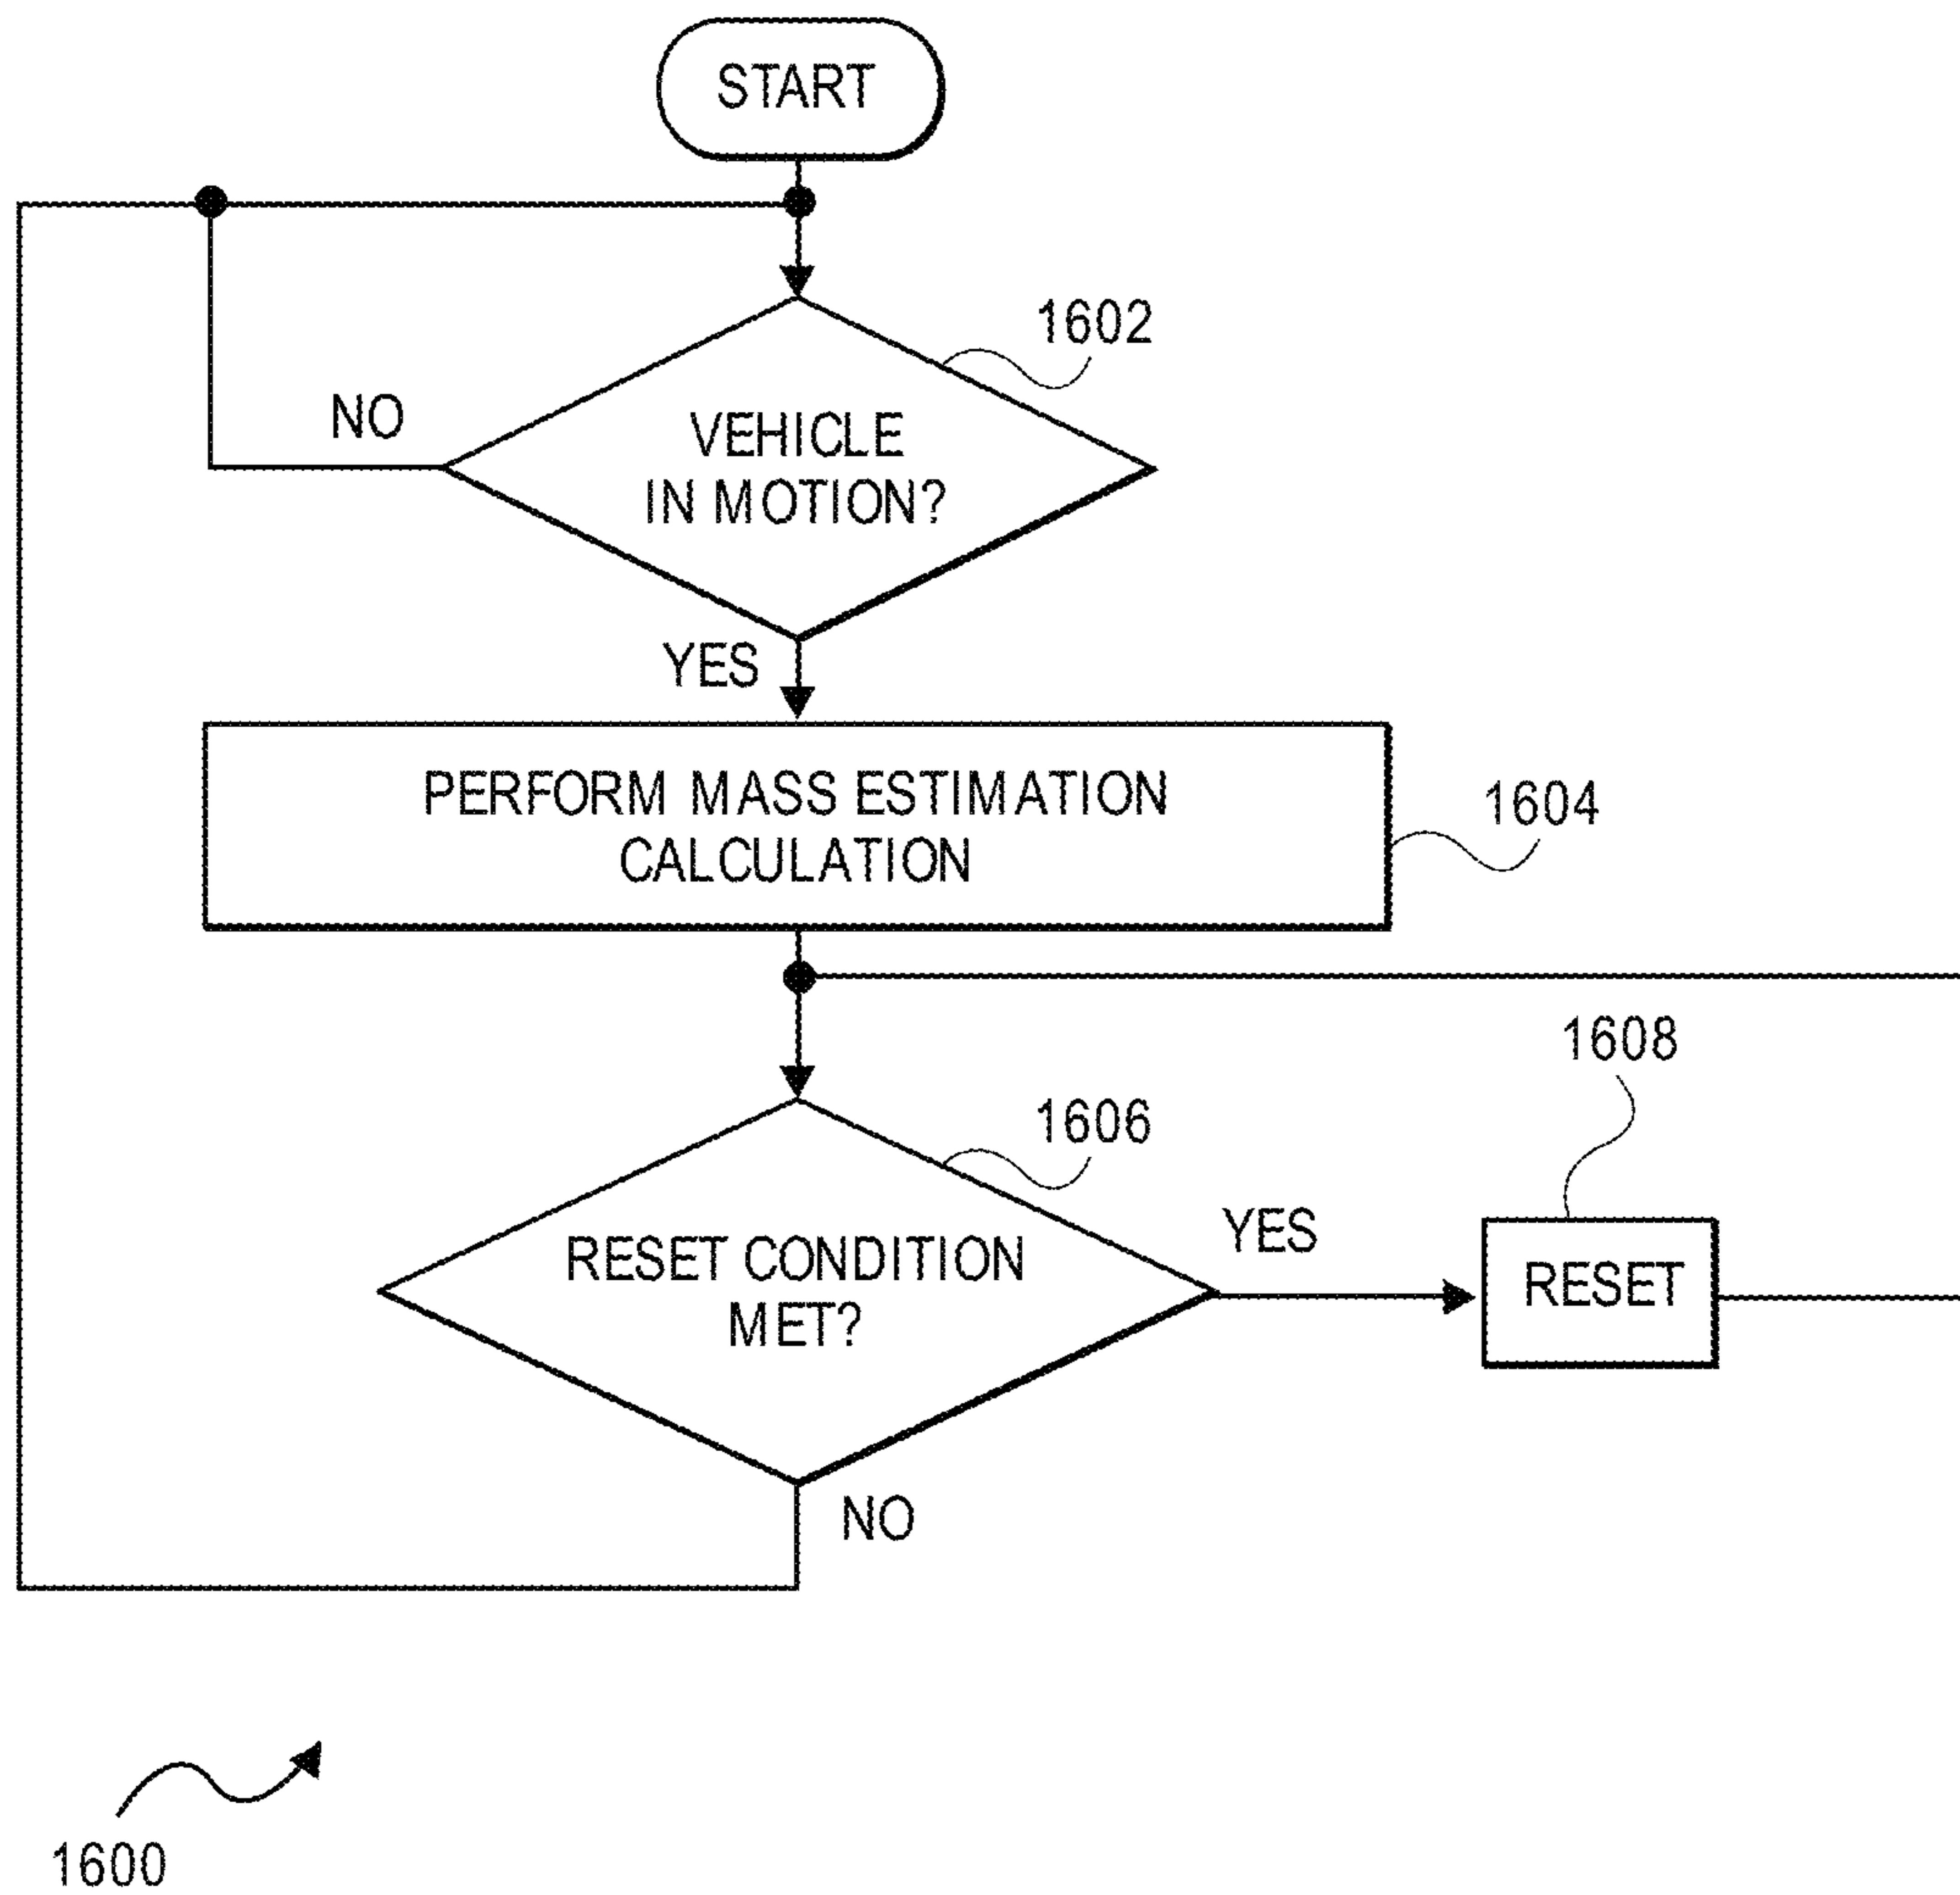 START
1602
NO
VEHICLE
IN MOTION?
YES
PERFORM MASS ESTIMATION
CALCULATION
1604
1608
1606
YES
RESET CONDITION
MET?
RESET
NO
1600